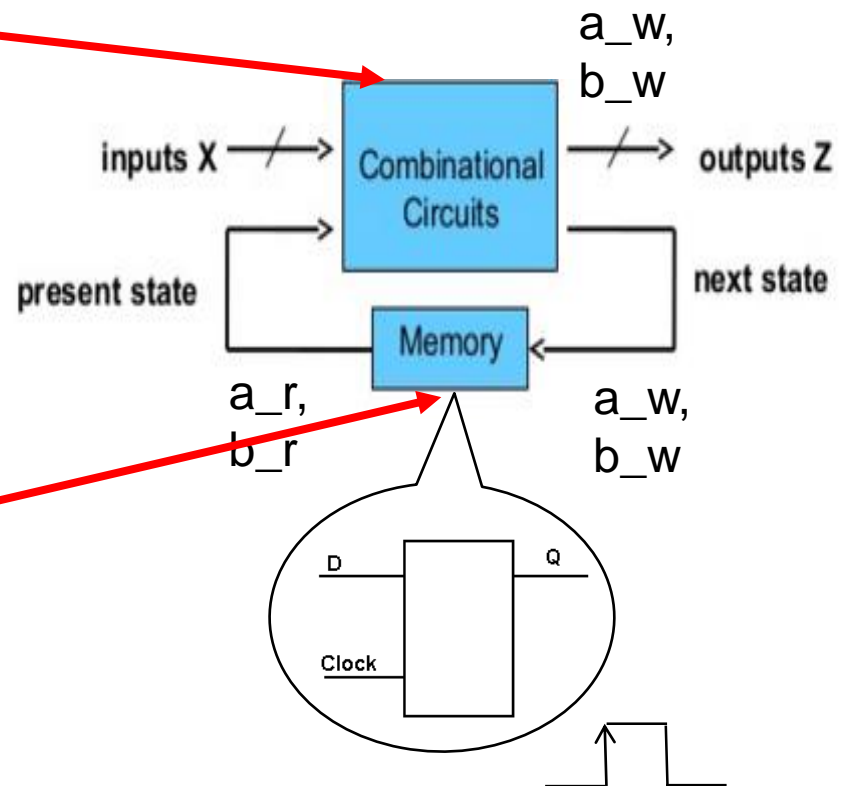 a_w,
b_w
inputs X
Combinational
Circuits
outputs Z
present state
next state
Memory
a_r,
b_r
a_w,
b_w
D
Q
Clock